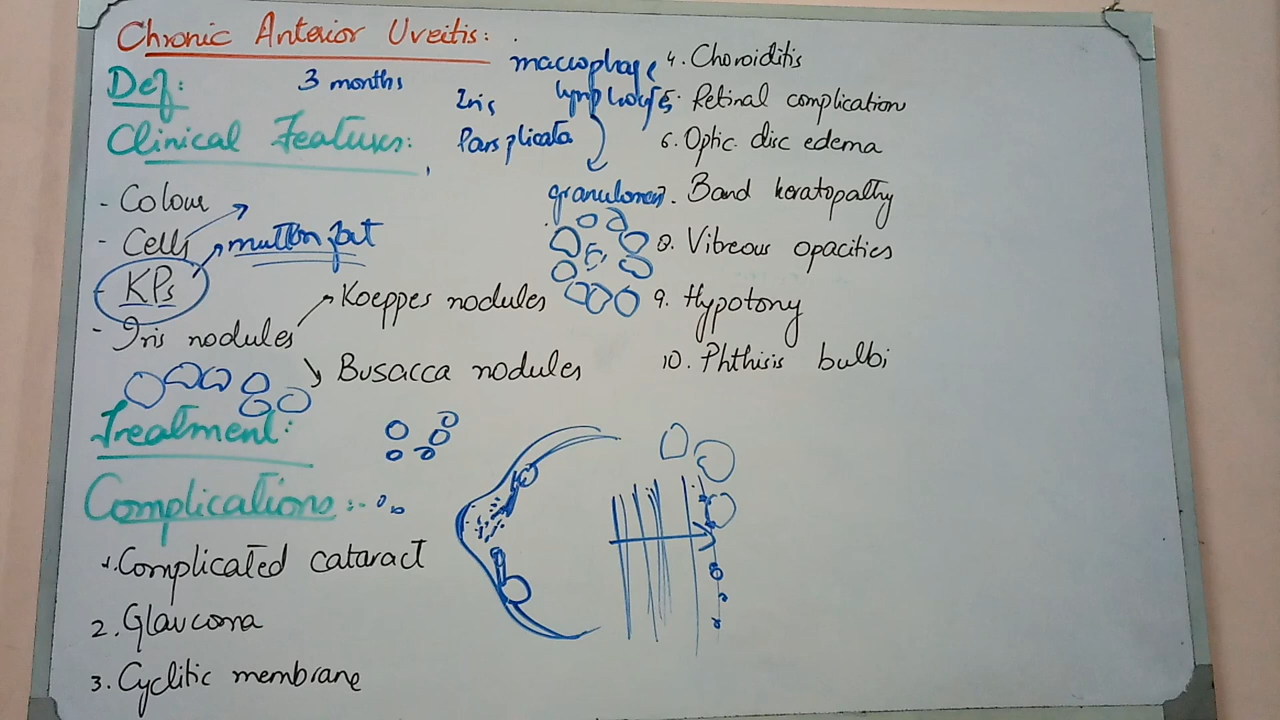 Chronic Anterior Uveitis:
Def: 3 months
Clinical Features:
Iris
Pars plicata
macrophage
lymphocytes
granulomas
- Colour
- Cells
- KPs mutton fat
- Iris nodules
Koeppes nodules
Busacca nodules
Treatment:
Complications:-
1. Complicated cataract
2. Glaucoma
3. Cyclitic membrane
4. Choroiditis
5. Retinal complication
6. Optic disc edema
7. Band keratopathy
8. Vitreous opacities
9. Hypotony
10. Phthisis bulbi